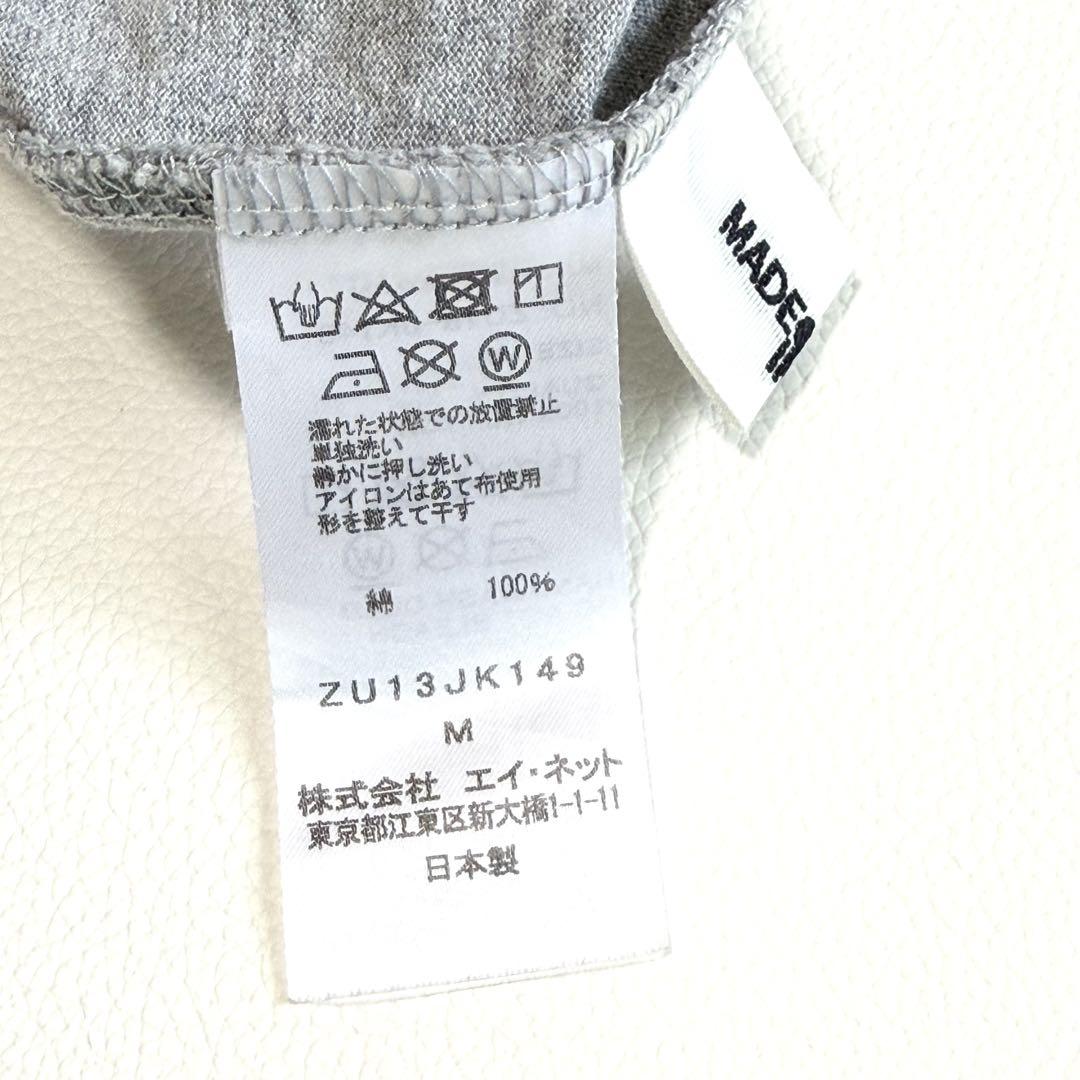 W
濡れた状態での放置禁止
単独洗い
静かに押し洗い
アイロンはあて布使用
形を整えて干す
綿 100%
ZU13JK149
M
株式会社 エイ・ネット
東京都江東区新大橋1-1-11
日本製
MADE